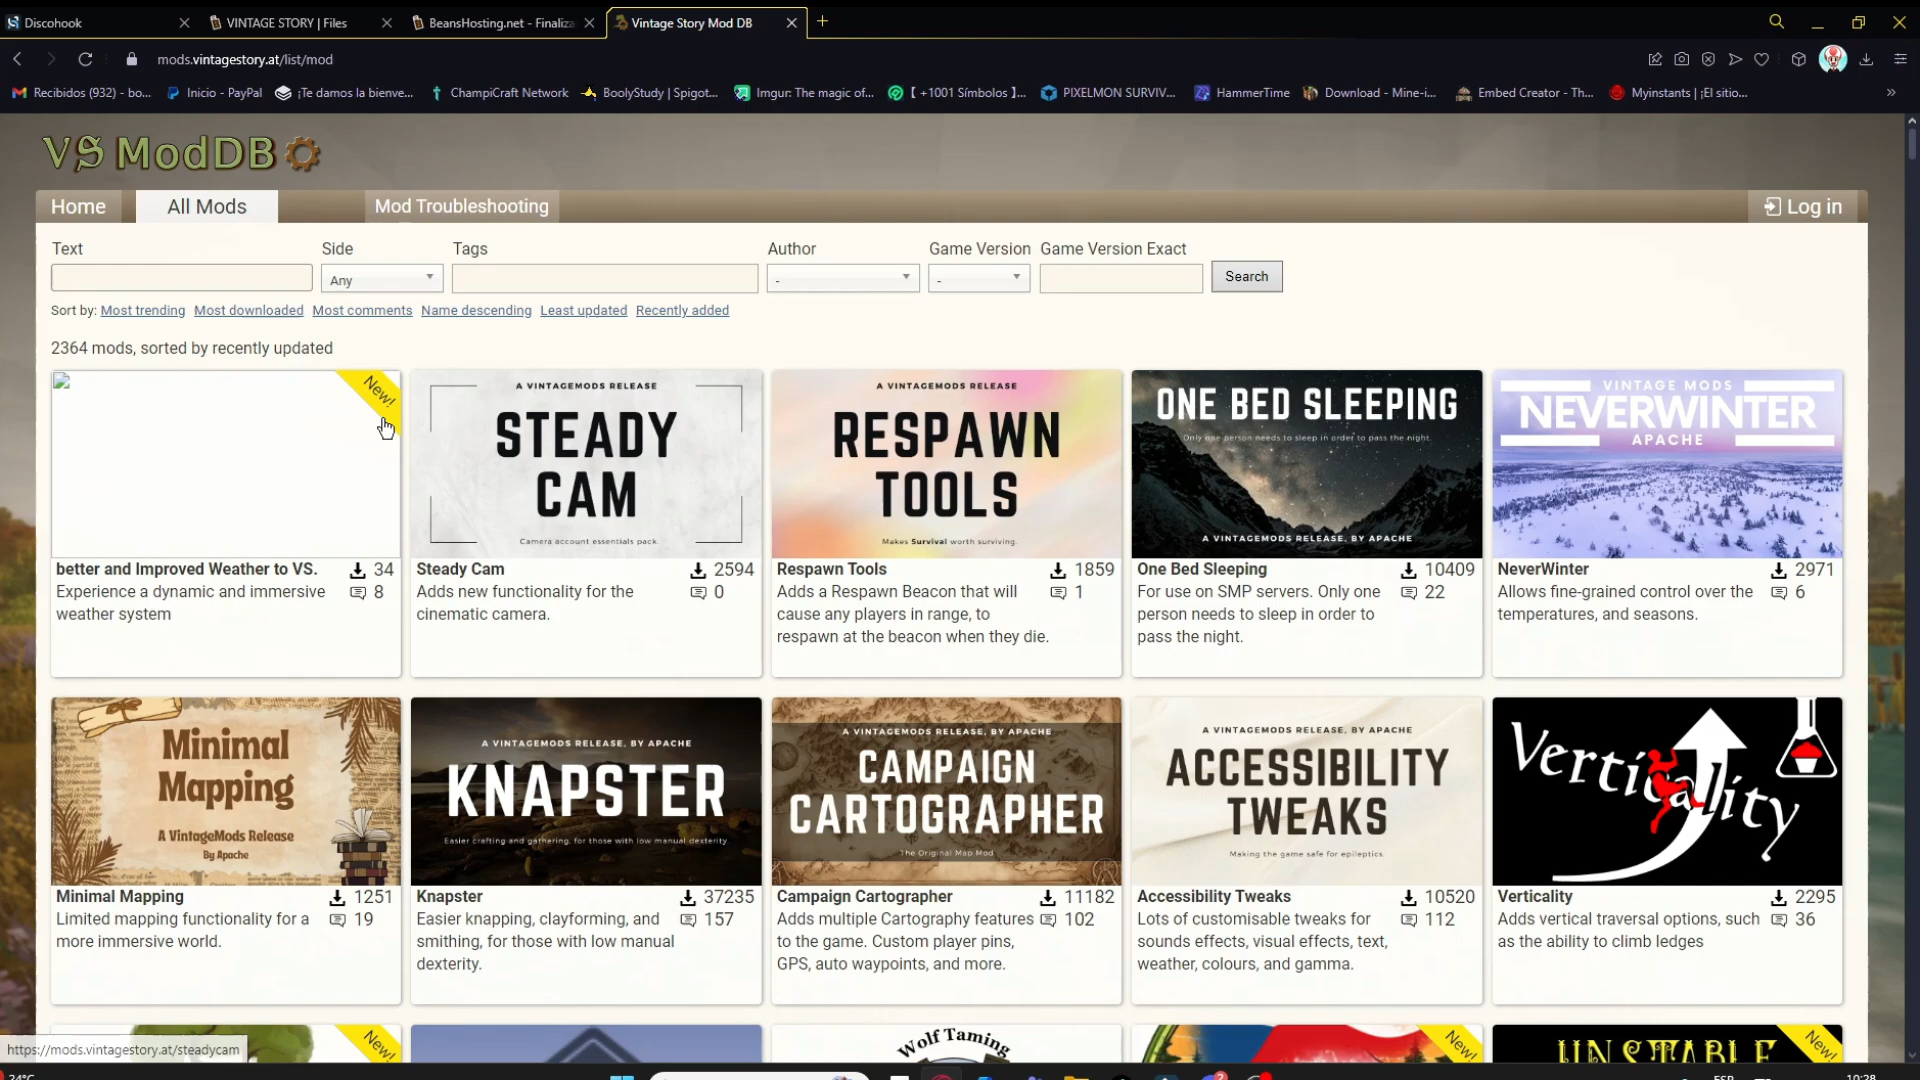 Discohook
VINTAGE STORY | Files
BeansHosting.net - Finaliza
Vintage Story Mod DB
mods.vintagestory.at/list/mod
Recibidos (932) - bo...
Inicio - PayPal
¡Te damos la bienve...
ChampiCraft Network
BoolyStudy | Spigot...
Imgur: The magic of...
【 +1001 Símbolos 】...
PIXELMON SURVIV...
HammerTime
Download - Mine-i...
Embed Creator - Th...
Myinstants | ¡El sitio...
VS ModDB
Home
All Mods
Mod Troubleshooting
Log in
Text
Side
Tags
Author
Game Version
Game Version Exact
Any
-
-
Search
Sort by: Most trending Most downloaded Most comments Name descending Least updated Recently added
2364 mods, sorted by recently updated
New!
better and Improved Weather to VS.
34
Experience a dynamic and immersive
8
weather system
A VINTAGEMODS RELEASE
STEADY
CAM
Camera account essentials pack.
Steady Cam
2594
Adds new functionality for the
0
cinematic camera.
A VINTAGEMODS RELEASE
RESPAWN
TOOLS
Makes Survival worth surviving.
Respawn Tools
1859
Adds a Respawn Beacon that will
1
cause any players in range, to
respawn at the beacon when they die.
ONE BED SLEEPING
Only one person needs to sleep in order to pass the night.
A VINTAGEMODS RELEASE, BY APACHE
One Bed Sleeping
10409
For use on SMP servers. Only one
22
person needs to sleep in order to
pass the night.
VINTAGE MODS
NEVERWINTER
APACHE
NeverWinter
2971
Allows fine-grained control over the
6
temperatures, and seasons.
Minimal
Mapping
A VintageMods Release
By Apache
Minimal Mapping
1251
Limited mapping functionality for a
19
more immersive world.
A VINTAGEMODS RELEASE, BY APACHE
KNAPSTER
Easier crafting and gathering, for those with low manual dexterity.
Knapster
37235
Easier knapping, clayforming, and
157
smithing, for those with low manual
dexterity.
A VINTAGEMODS RELEASE, BY APACHE
CAMPAIGN
CARTOGRAPHER
The Original Map Mod
Campaign Cartographer
11182
Adds multiple Cartography features
102
to the game. Custom player pins,
GPS, auto waypoints, and more.
A VINTAGEMODS RELEASE, BY APACHE
ACCESSIBILITY
TWEAKS
Making the game safe for epileptics.
Accessibility Tweaks
10520
Lots of customisable tweaks for
112
sounds effects, visual effects, text,
weather, colours, and gamma.
Verticality
Verticality
2295
Adds vertical traversal options, such
36
as the ability to climb ledges
New!
Wolf Taming
New!
UNSTABLE
New!
https://mods.vintagestory.at/steadycam
24°C
2
ESP
10:28